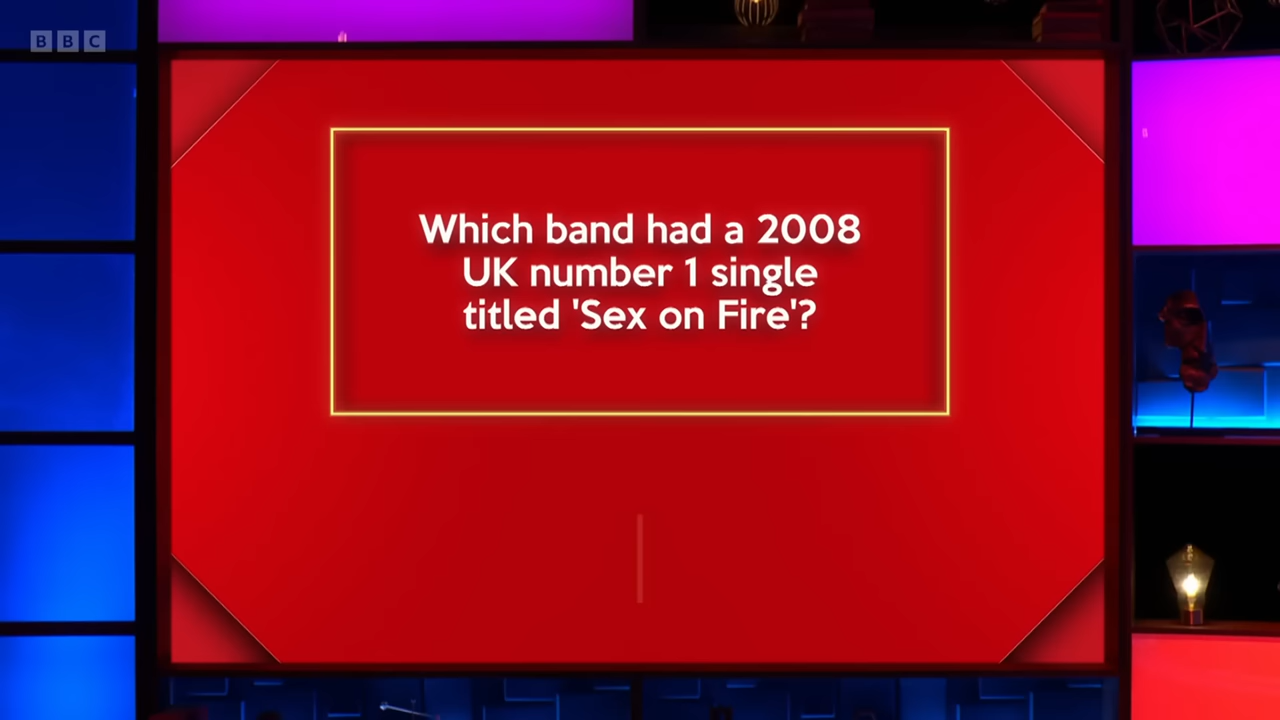 BBC
Which band had a 2008
UK number 1 single
titled 'Sex on Fire'?